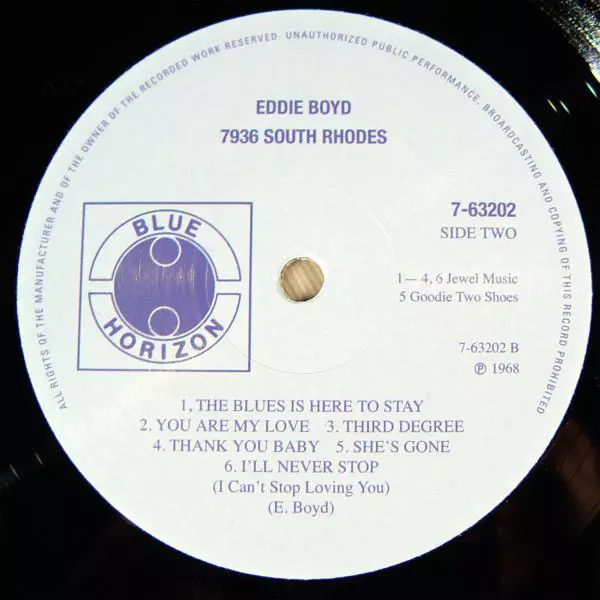 ALL RIGHTS OF THE MANUFACTURER AND OF THE OWNER OF THE RECORDED WORK RESERVED. UNAUTHORIZED PUBLIC PERFORMANCE, BROADCASTING AND COPYING OF THIS RECORD PROHIBITED
EDDIE BOYD
7936 SOUTH RHODES
BLUE
HORIZON
7-63202
SIDE TWO
1— 4, 6 Jewel Music
5 Goodie Two Shoes
7-63202 B
℗ 1968
1, THE BLUES IS HERE TO STAY
2. YOU ARE MY LOVE 3. THIRD DEGREE
4. THANK YOU BABY 5. SHE'S GONE
6. I'LL NEVER STOP
(I Can't Stop Loving You)
(E. Boyd)